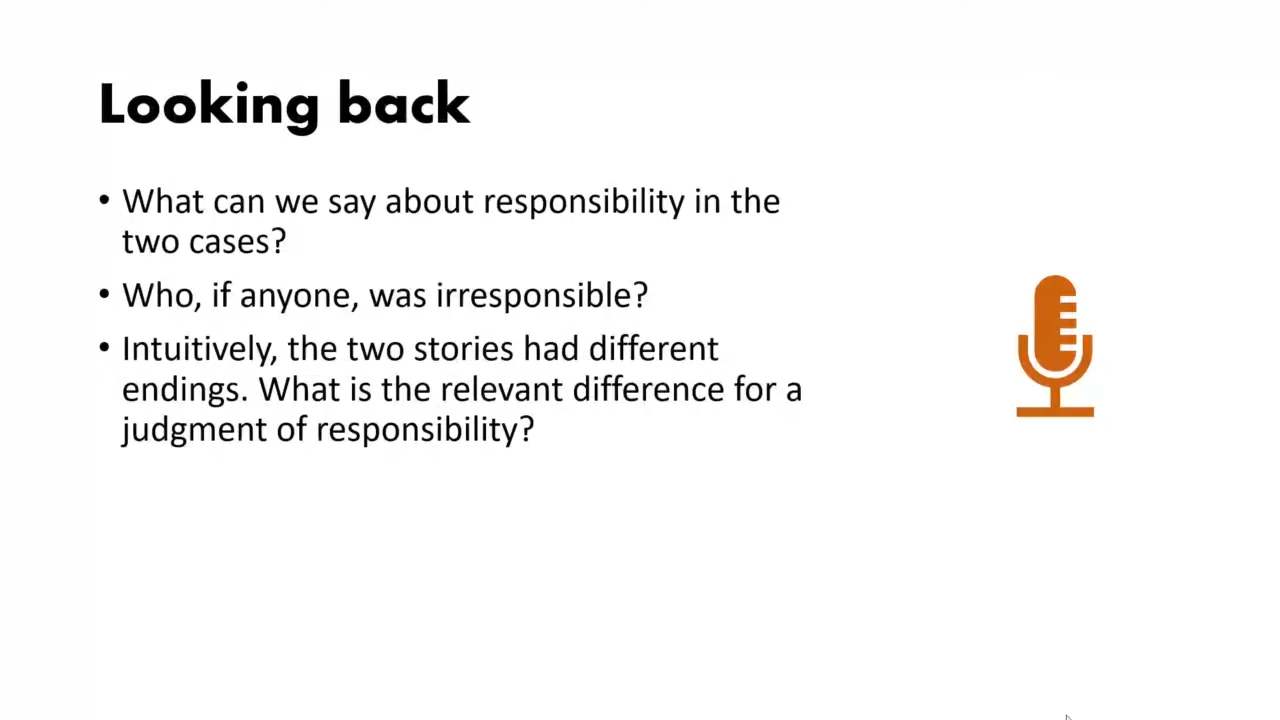 Looking back
• What can we say about responsibility in the
two cases?
• Who, if anyone, was irresponsible?
• Intuitively, the two stories had different
endings. What is the relevant difference for a
judgment of responsibility?